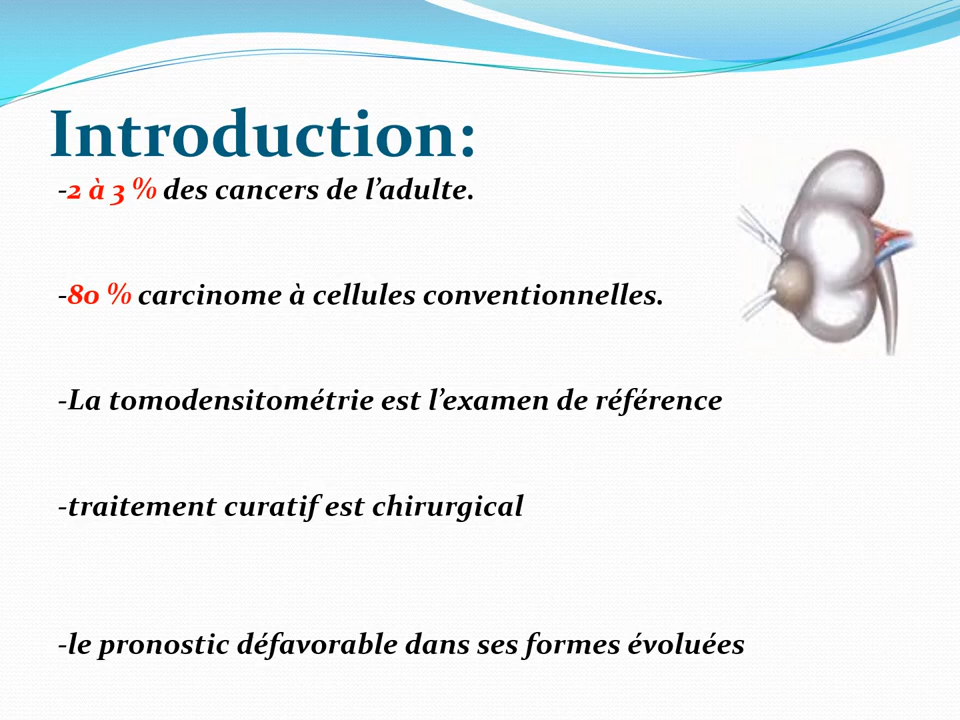 Introduction:
-2 à 3 % des cancers de l’adulte.
-80 % carcinome à cellules conventionnelles.
-La tomodensitométrie est l’examen de référence
-traitement curatif est chirurgical
-le pronostic défavorable dans ses formes évoluées